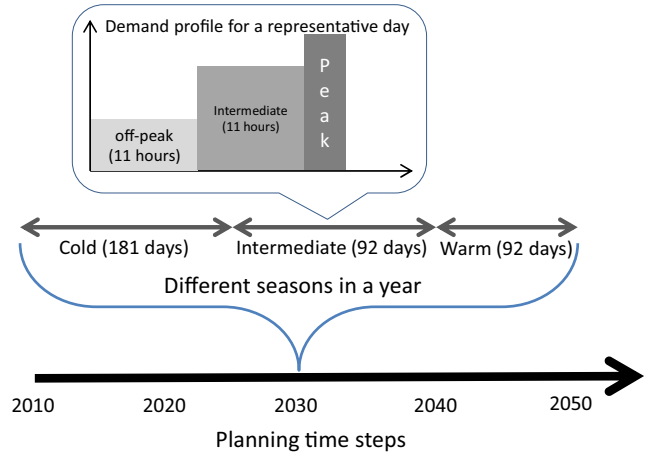 Demand profile for a representative day
off-peak
(11 hours)
Intermediate
(11 hours)
Peak
Cold (181 days)
Intermediate (92 days)
Warm (92 days)
Different seasons in a year
2010
2020
2030
2040
2050
Planning time steps